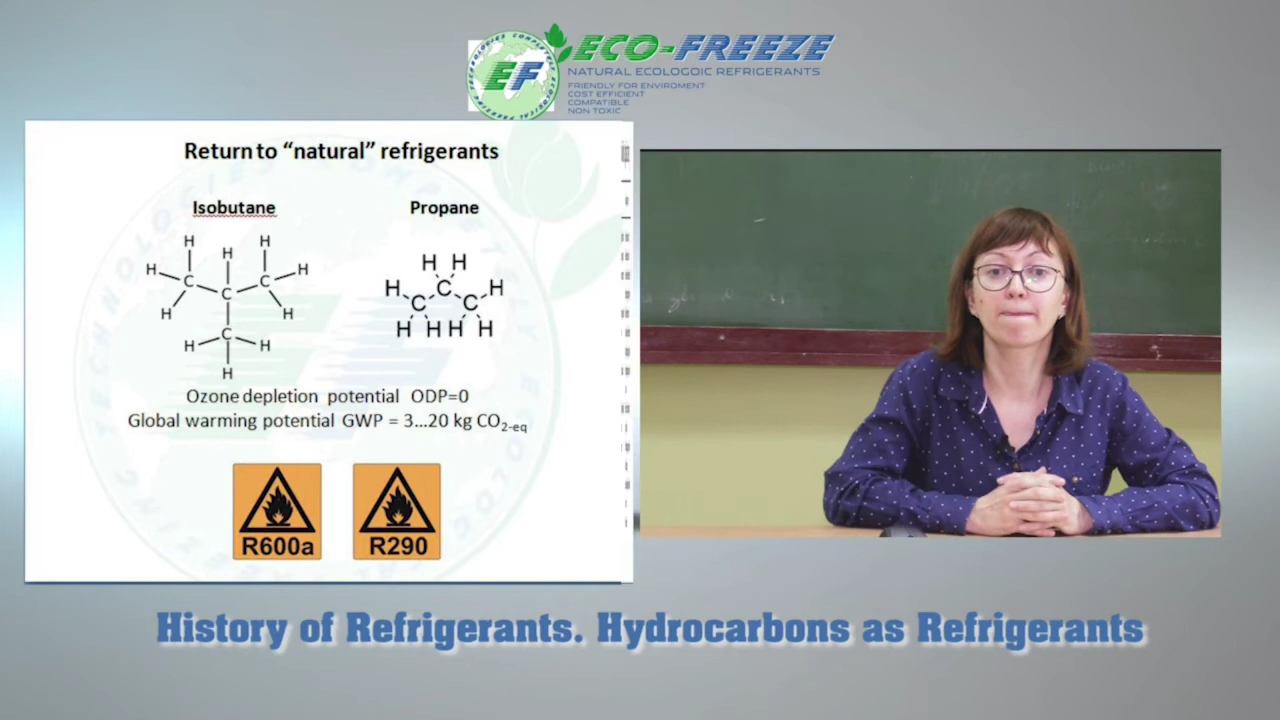 ECO-FREEZE
NATURAL ECOLOGOIC REFRIGERANTS
FRIENDLY FOR ENVIROMENT
COST EFFICIENT
COMPATIBLE
NON TOXIC
EF
Return to “natural” refrigerants
Isobutane
Propane
H
H
H
H
H
C
C
C
H
H
H
C
H
H
H
H
H
C
H
H
C
C
H
H
H
H
Ozone depletion potential ODP=0
Global warming potential GWP = 3...20 kg CO2-eq
R600a
R290
History of Refrigerants. Hydrocarbons as Refrigerants